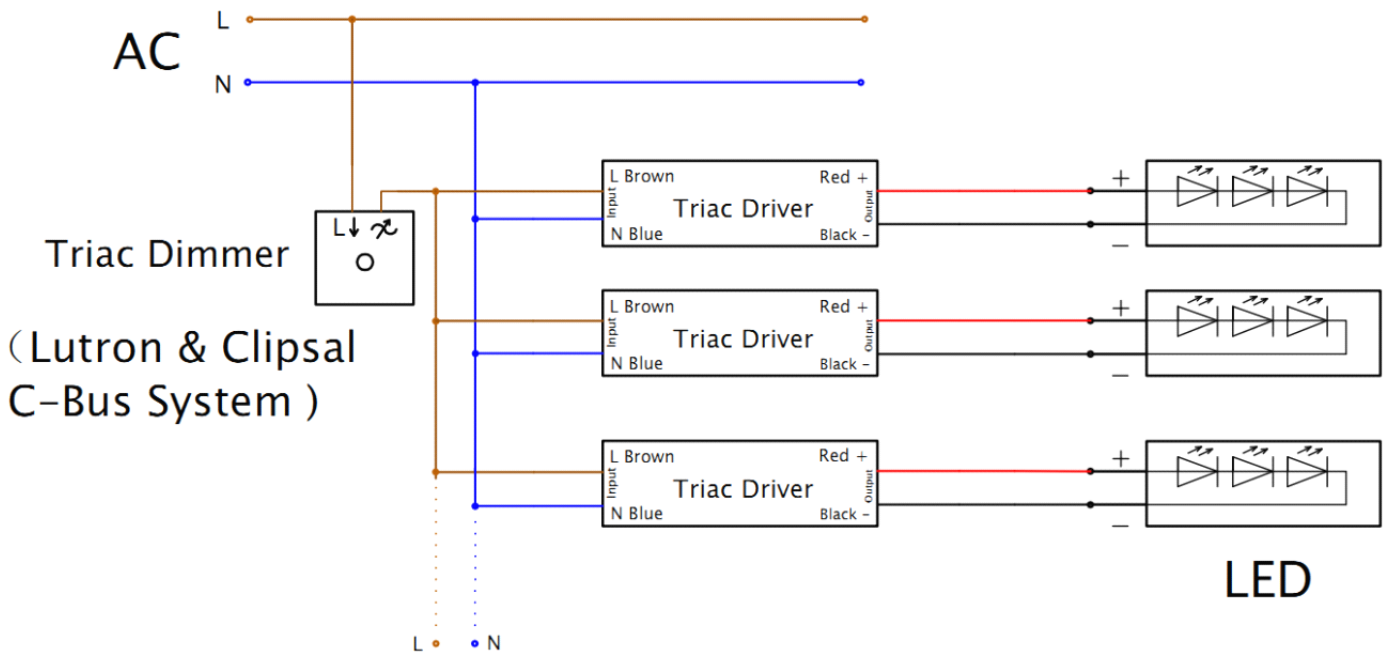 L
AC
N
L Brown
Red +
Input
Triac Driver
Output
N Blue
Black -
+
−
L
Triac Dimmer
（Lutron & Clipsal
C-Bus System )
L Brown
Red +
Input
Triac Driver
Output
N Blue
Black -
+
−
L Brown
Red +
Input
Triac Driver
Output
N Blue
Black -
+
−
LED
L
N